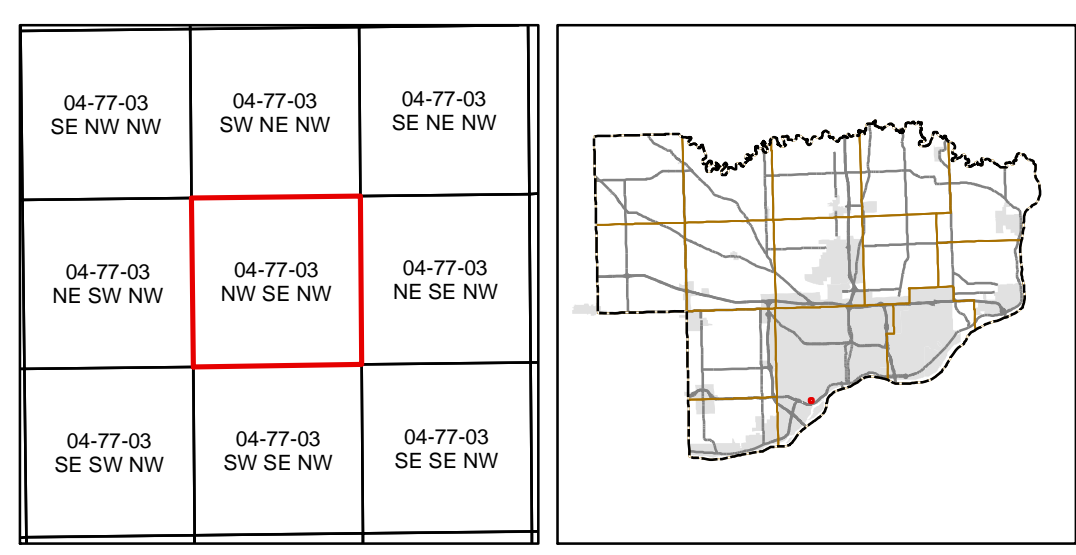 04-77-03
SE NW NW
04-77-03
SW NE NW
04-77-03
SE NE NW
04-77-03
NE SW NW
04-77-03
NW SE NW
04-77-03
NE SE NW
04-77-03
SE SW NW
04-77-03
SW SE NW
04-77-03
SE SE NW